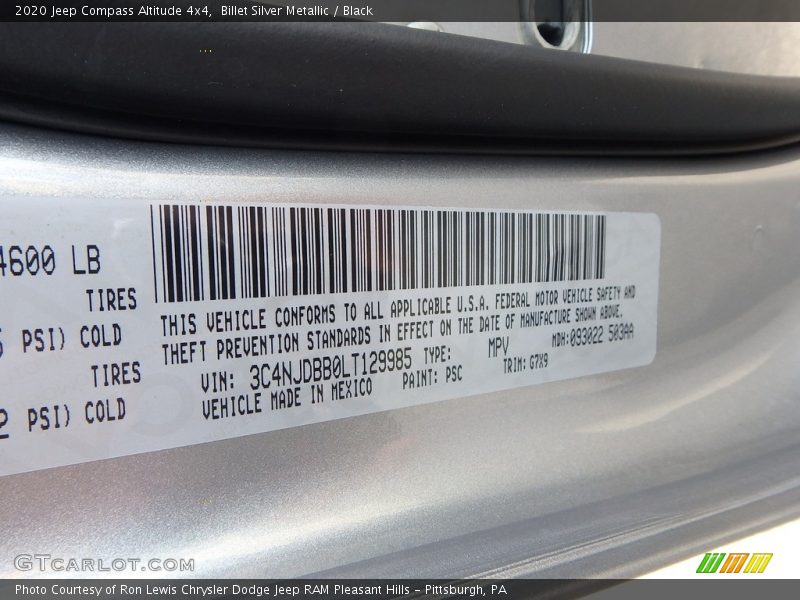 2020 Jeep Compass Altitude 4x4,  Billet Silver Metallic / Black
4600 LB
TIRES
PSI) COLD
TIRES
2 PSI) COLD
THIS VEHICLE CONFORMS TO ALL APPLICABLE U.S.A. FEDERAL MOTOR VEHICLE SAFETY AND
THEFT PREVENTION STANDARDS IN EFFECT ON THE DATE OF MANUFACTURE SHOWN ABOVE.
VIN: 3C4NJDBB0LT129985 TYPE: MPV MDH:093022 503AA
VEHICLE MADE IN MEXICO PAINT: PSC TRIM: G7X9
GTCARLOT.COM
Photo Courtesy of Ron Lewis Chrysler Dodge Jeep RAM Pleasant Hills - Pittsburgh, PA